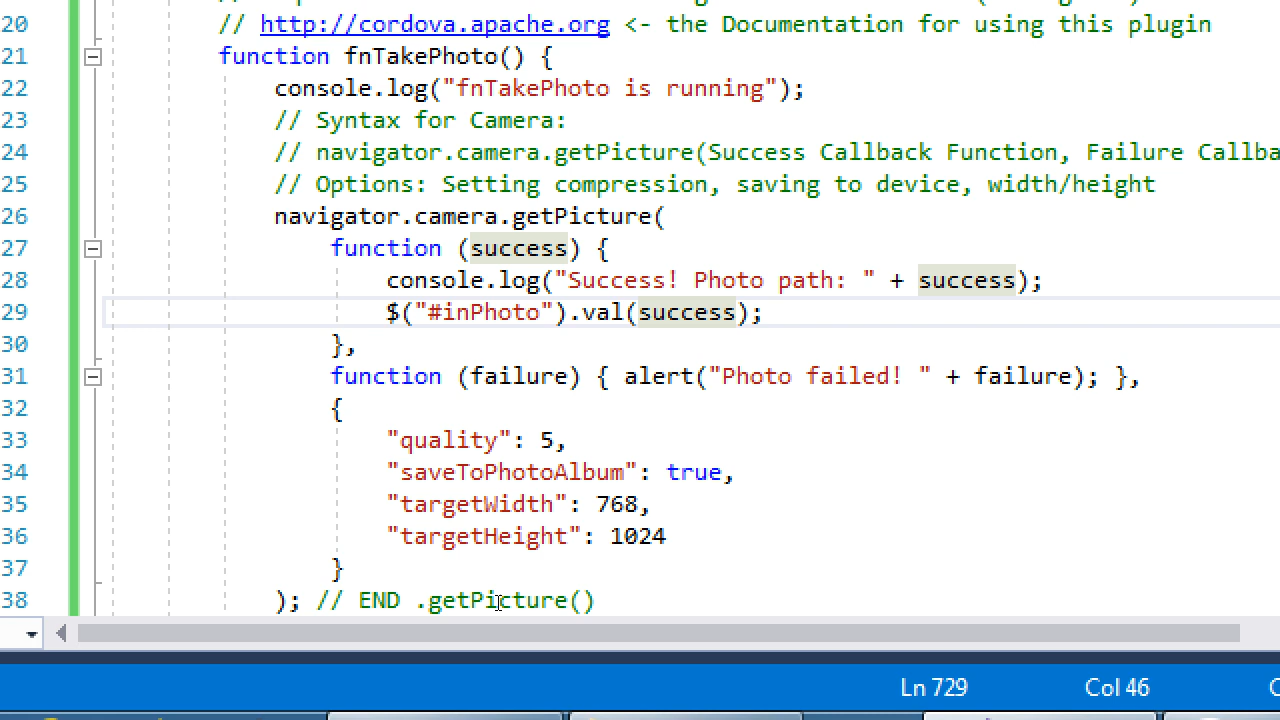 20 // http://cordova.apache.org <- the Documentation for using this plugin
21 function fnTakePhoto() {
22 console.log("fnTakePhoto is running");
23 // Syntax for Camera:
24 // navigator.camera.getPicture(Success Callback Function, Failure Callba
25 // Options: Setting compression, saving to device, width/height
26 navigator.camera.getPicture(
27 function (success) {
28 console.log("Success! Photo path: " + success);
29 $("#inPhoto").val(success);
30 },
31 function (failure) { alert("Photo failed! " + failure); },
32 {
33 "quality": 5,
34 "saveToPhotoAlbum": true,
35 "targetWidth": 768,
36 "targetHeight": 1024
37 }
38 ); // END .getPicture()
Ln 729 Col 46